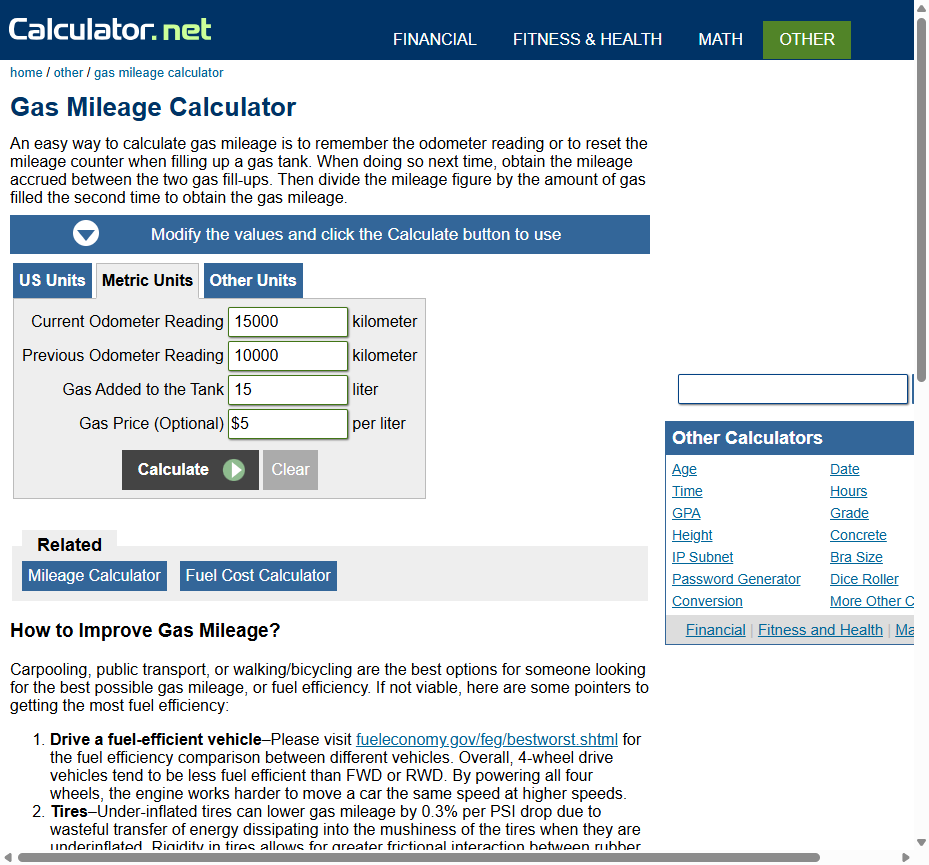 Calculator.net
FINANCIAL FITNESS & HEALTH MATH OTHER
home / other / gas mileage calculator
Gas Mileage Calculator
An easy way to calculate gas mileage is to remember the odometer reading or to reset the
mileage counter when filling up a gas tank. When doing so next time, obtain the mileage
accrued between the two gas fill-ups. Then divide the mileage figure by the amount of gas
filled the second time to obtain the gas mileage.
Modify the values and click the Calculate button to use
US Units Metric Units Other Units
Current Odometer Reading 15000 kilometer
Previous Odometer Reading 10000 kilometer
Gas Added to the Tank 15 liter
Gas Price (Optional) $5 per liter
Calculate Clear
Related
Mileage Calculator Fuel Cost Calculator
How to Improve Gas Mileage?
Carpooling, public transport, or walking/bicycling are the best options for someone looking
for the best possible gas mileage, or fuel efficiency. If not viable, here are some pointers to
getting the most fuel efficiency:
1. Drive a fuel-efficient vehicle–Please visit fueleconomy.gov/feg/bestworst.shtml for
the fuel efficiency comparison between different vehicles. Overall, 4-wheel drive
vehicles tend to be less fuel efficient than FWD or RWD. By powering all four
wheels, the engine works harder to move a car the same speed at higher speeds.
2. Tires–Under-inflated tires can lower gas mileage by 0.3% per PSI drop due to
wasteful transfer of energy dissipating into the mushiness of the tires when they are
underinflated. Rigidity in tires allows for greater frictional interaction between rubber
Other Calculators
Age Date
Time Hours
GPA Grade
Height Concrete
IP Subnet Bra Size
Password Generator Dice Roller
Conversion More Other C
Financial | Fitness and Health | Ma